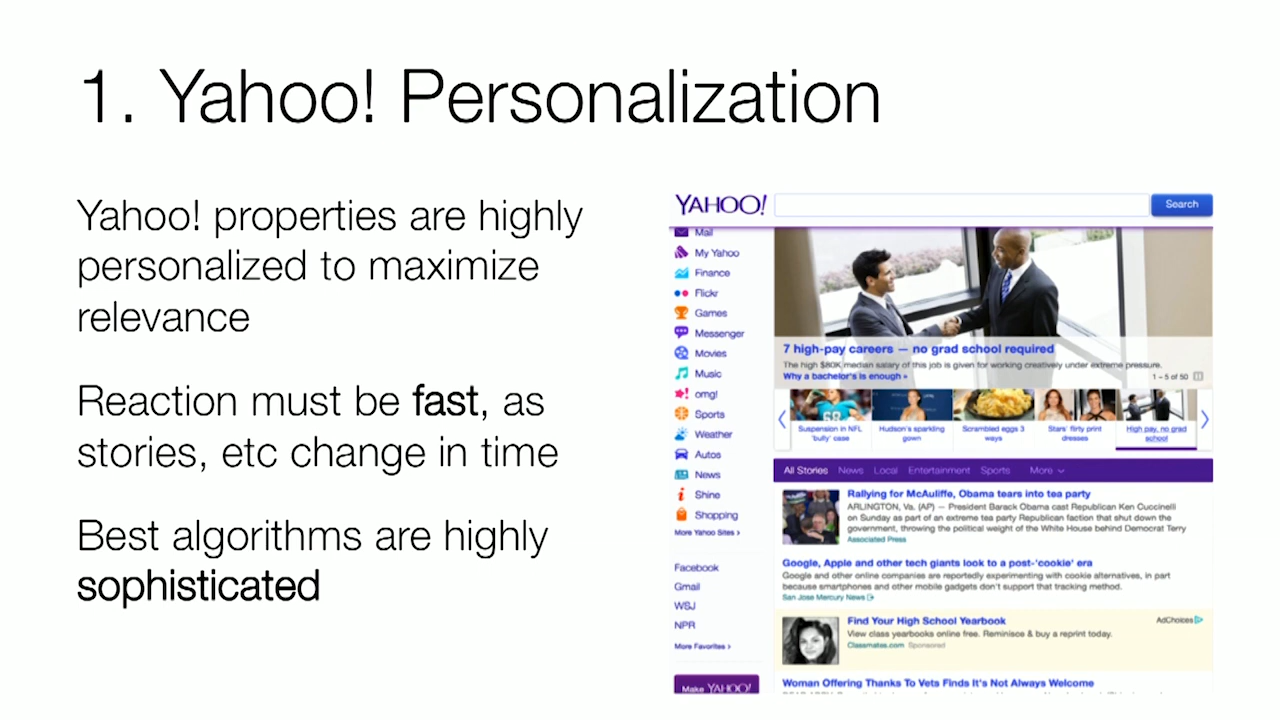 1. Yahoo! Personalization
Yahoo! properties are highly
personalized to maximize
relevance
Reaction must be fast, as
stories, etc change in time
Best algorithms are highly
sophisticated
YAHOO!
Search
Mail
My Yahoo
Finance
Flickr
Games
Messenger
Movies
Music
omg!
Sports
Weather
Autos
News
Shine
Shopping
More Yahoo Sites >
Facebook
Gmail
WSJ
NPR
More Favorites >
Make YAHOO!
7 high-pay careers — no grad school required
The high $80K median salary of this job is given for working creatively under extreme pressure.
Why a bachelor's is enough »
1 – 5 of 50
68
Suspension in NFL
'bully' case
Hudson's sparkling
gown
Scrambled eggs 3
ways
Stars' flirty print
dresses
High pay, no grad
school
All Stories News Local Entertainment Sports More
Rallying for McAuliffe, Obama tears into tea party
ARLINGTON, Va. (AP) — President Barack Obama cast Republican Ken Cuccinelli
on Sunday as part of an extreme tea party Republican faction that shut down the
government, throwing the political weight of the White House behind Democrat Terry
Associated Press
Google, Apple and other tech giants look to a post-'cookie' era
Google and other online companies are reportedly experimenting with cookie alternatives, in part
because smartphones and other mobile gadgets don't support that tracking method.
San Jose Mercury News
Find Your High School Yearbook
AdChoices
View class yearbooks online free. Reminisce & buy a reprint today.
Classmates.com Sponsored
Woman Offering Thanks To Vets Finds It's Not Always Welcome